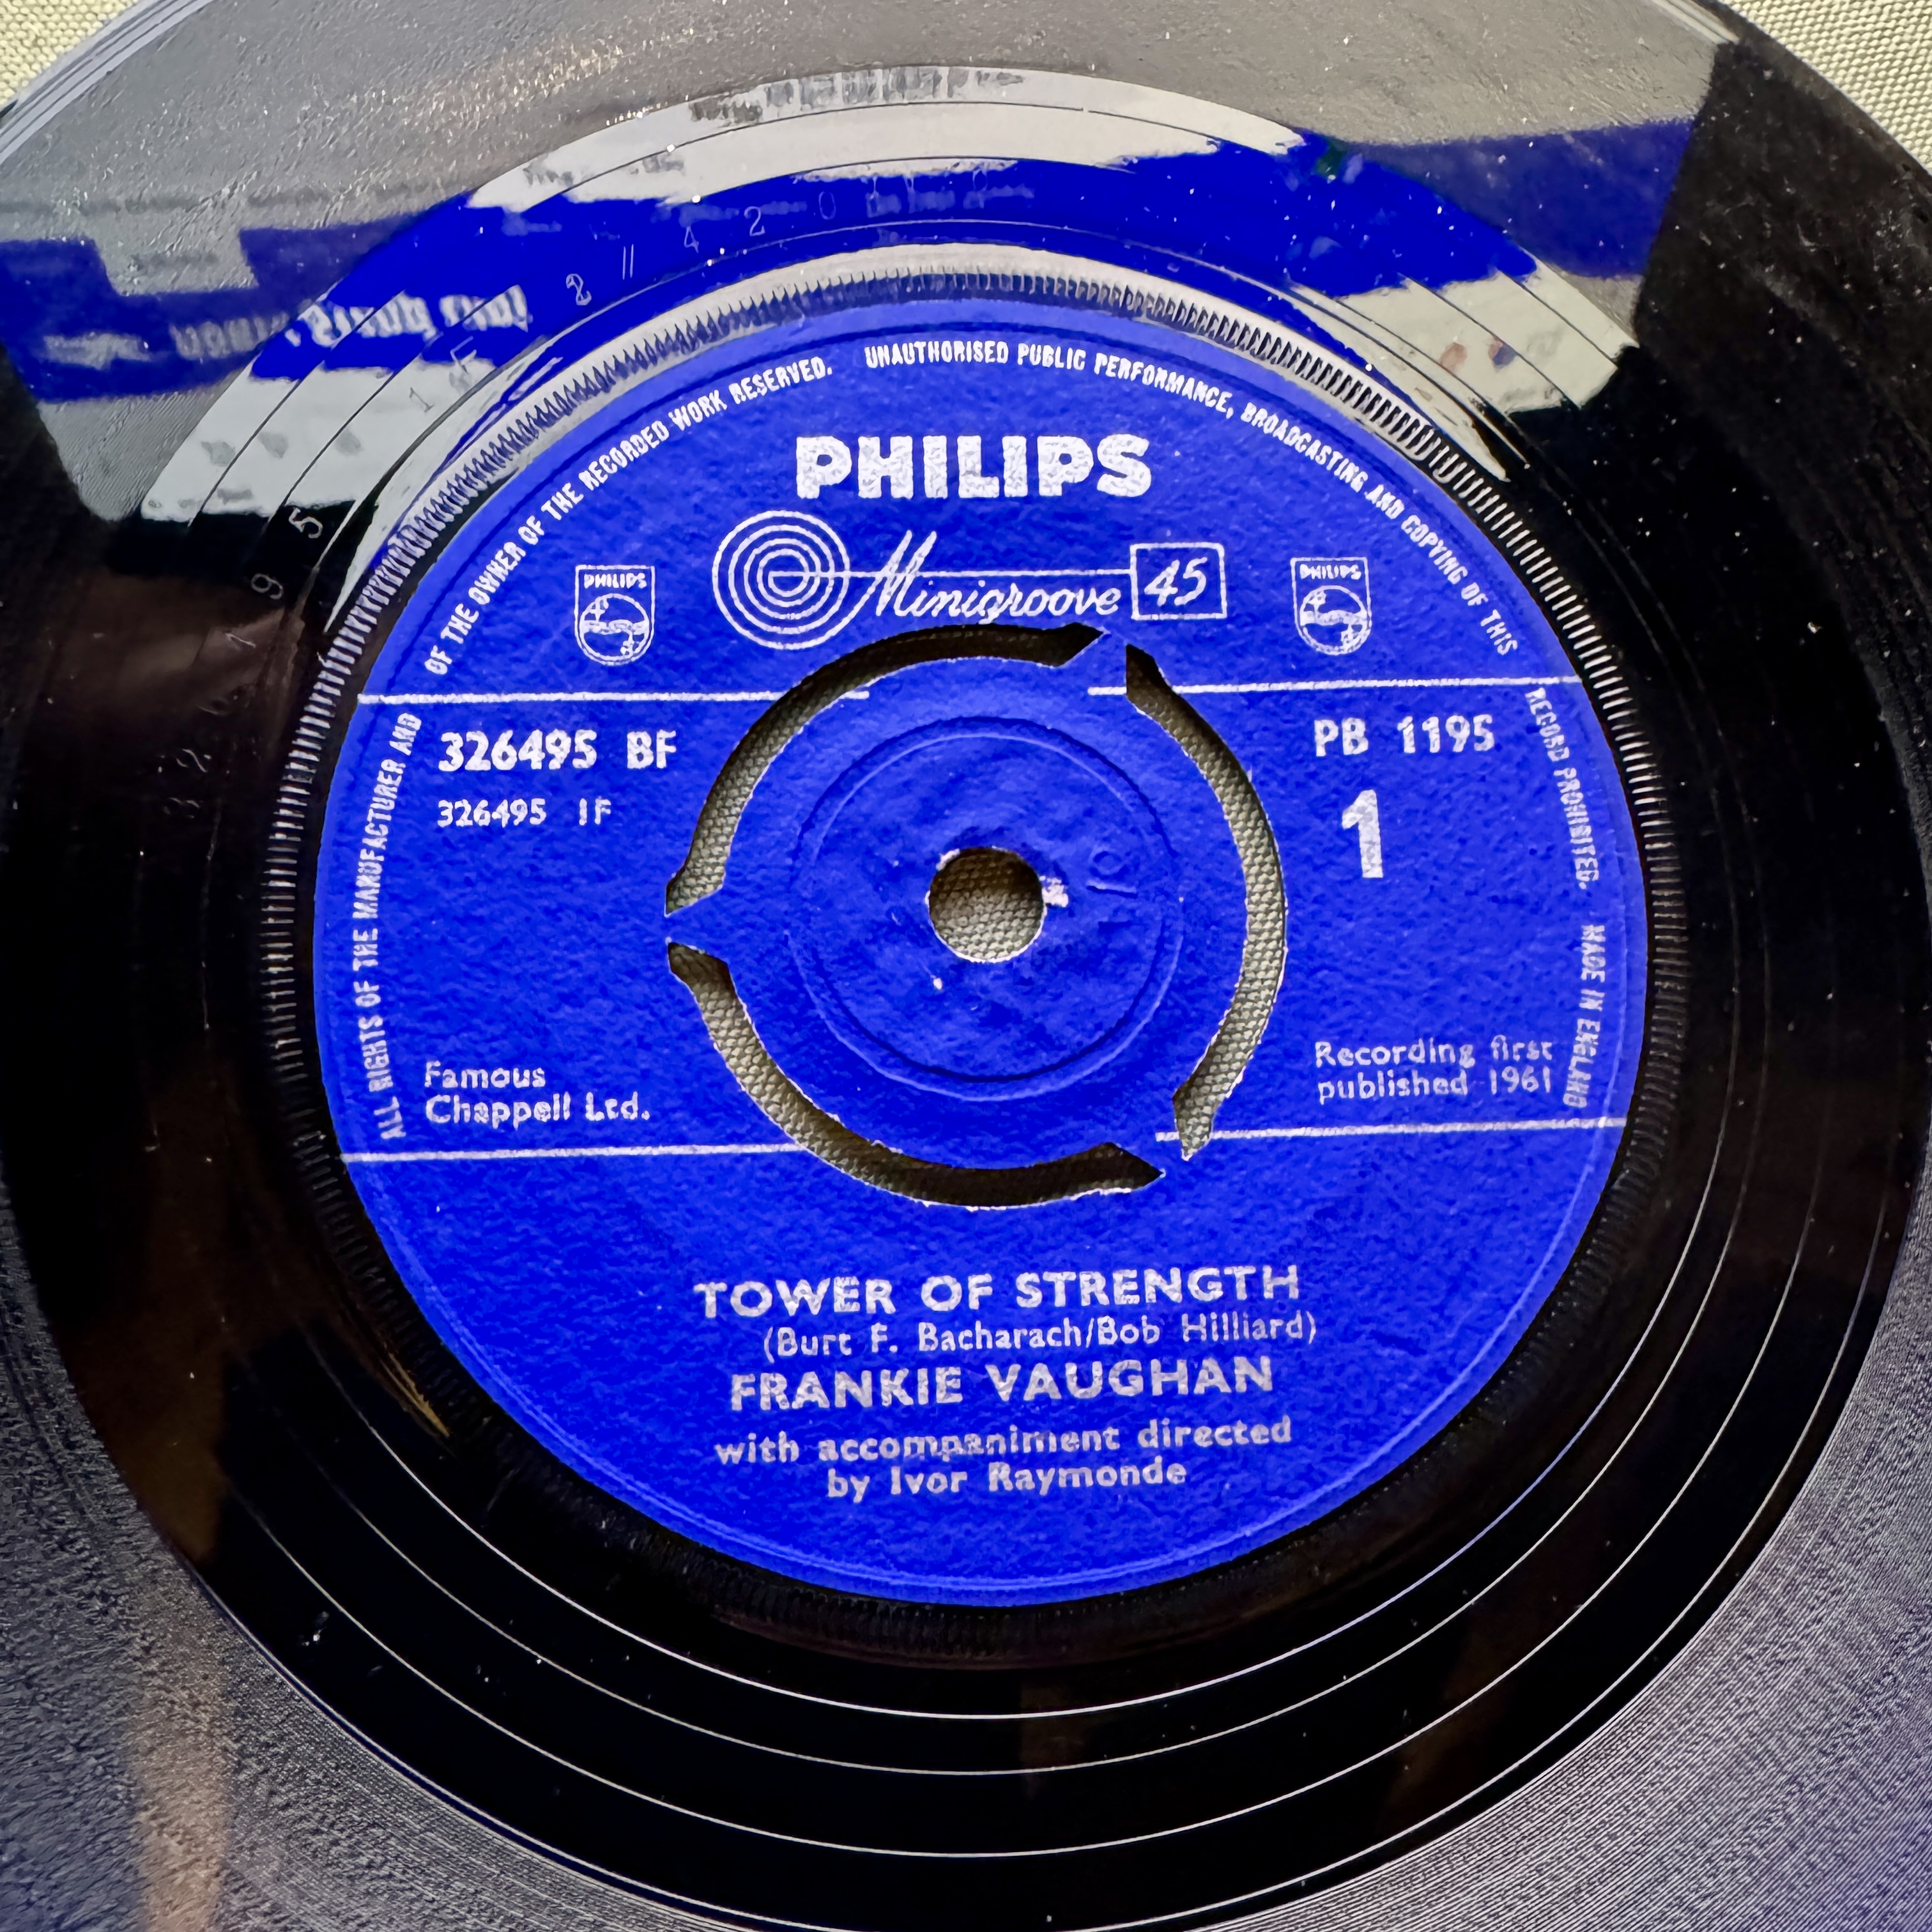 ALL RIGHTS OF THE MANUFACTURER AND OF THE OWNER OF THE RECORDED WORK RESERVED. UNAUTHORISED PUBLIC PERFORMANCE, BROADCASTING AND COPYING OF THIS RECORD PROHIBITED. MADE IN ENGLAND
PHILIPS
Minigroove 45
PHILIPS
PHILIPS
326495 BF
326495 1F
PB 1195
1
Famous
Chappell Ltd.
Recording first
published 1961
TOWER OF STRENGTH
(Burt F. Bacharach/Bob Hilliard)
FRANKIE VAUGHAN
with accompaniment directed
by Ivor Raymonde